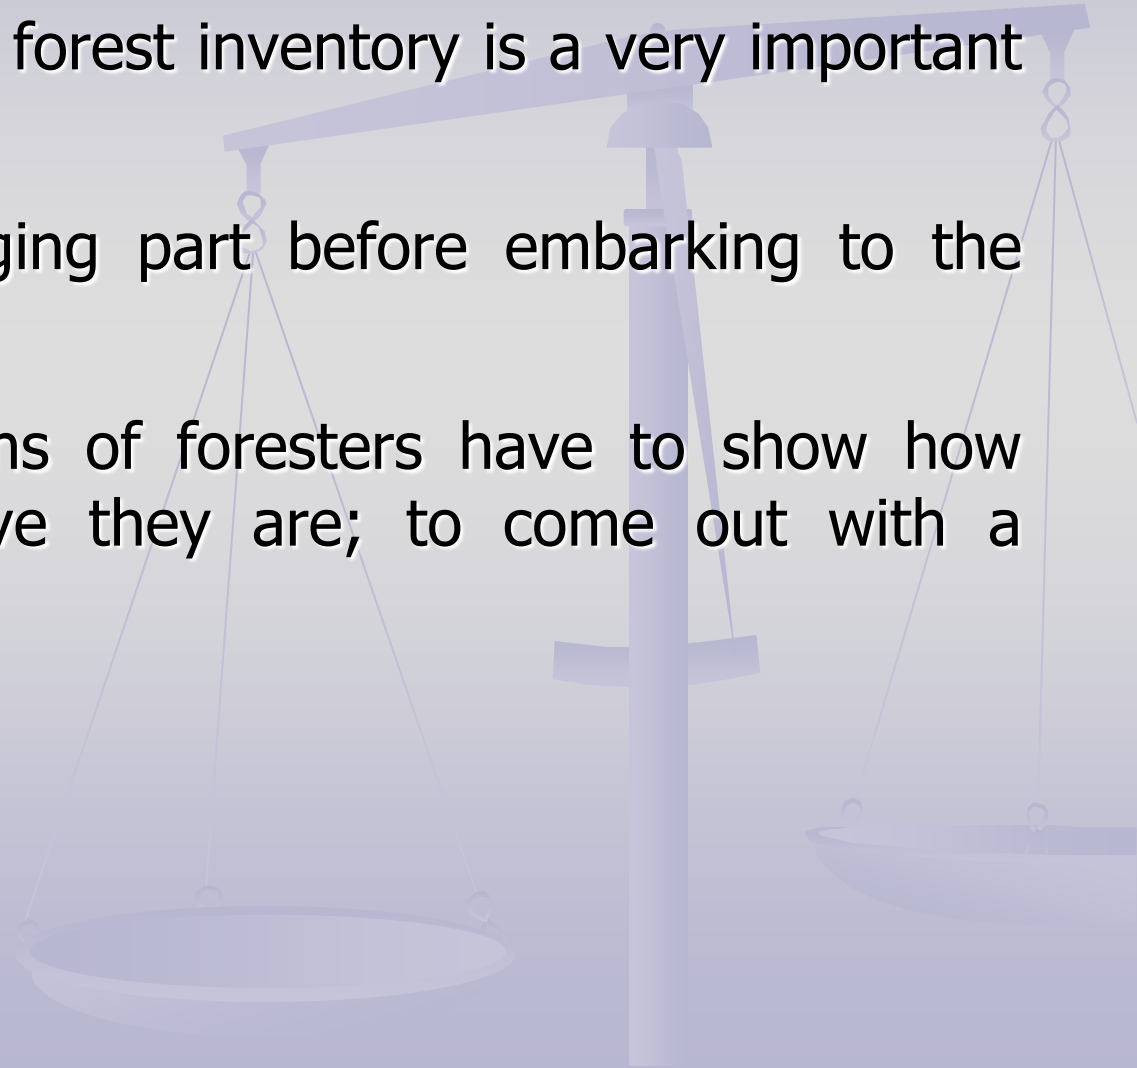 forest inventory is a very important
ging part before embarking to the
ns of foresters have to show how
ve they are; to come out with a